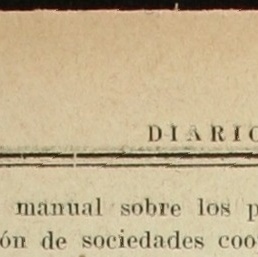 DIARIO
manual sobre los p
ón de sociedades coo